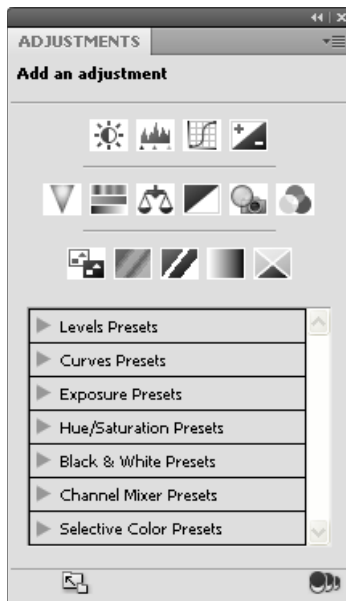 ADJUSTMENTS
Add an adjustment
Levels Presets
Curves Presets
Exposure Presets
Hue/Saturation Presets
Black & White Presets
Channel Mixer Presets
Selective Color Presets